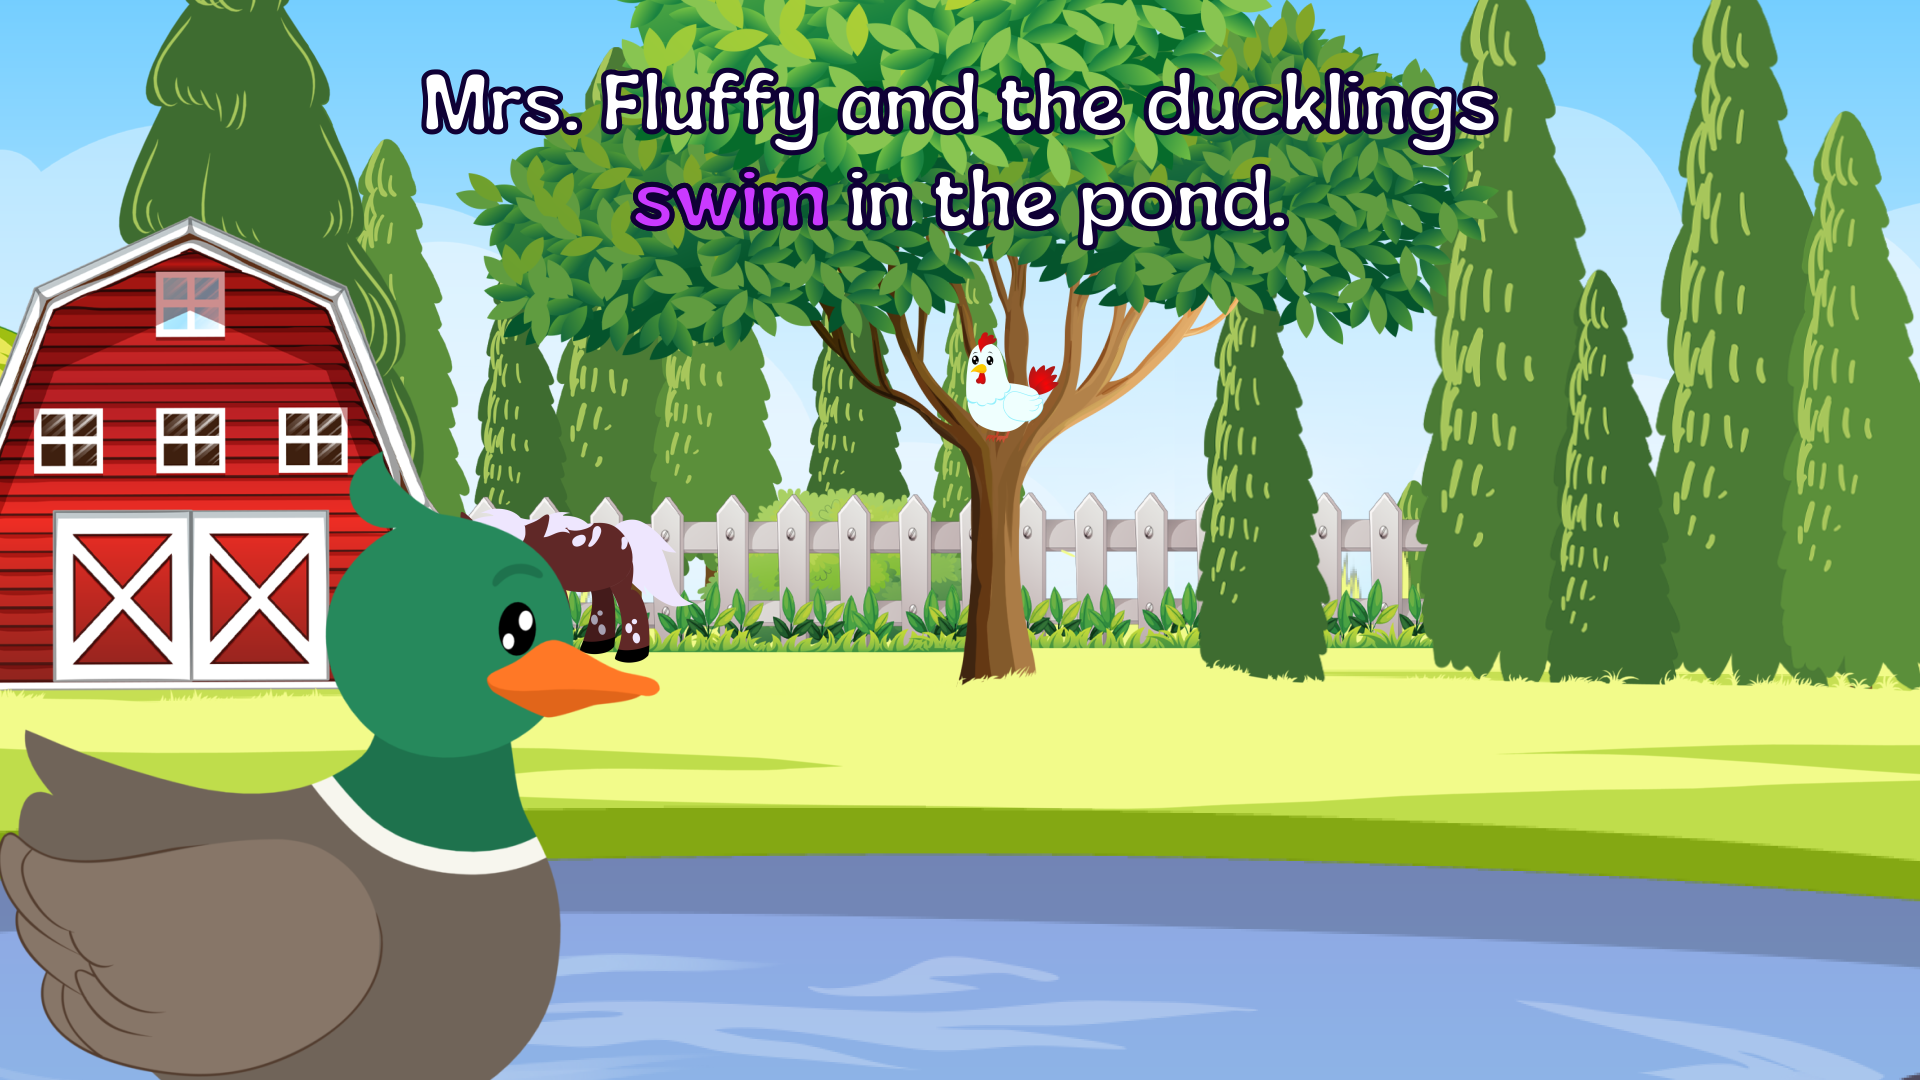 Mrs. Fluffy and the ducklings
swim in the pond.